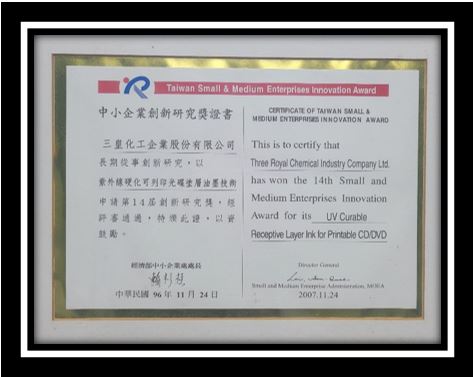 Taiwan Small & Medium Enterprises Innovation Award
中小企業創新研究獎證書
三皇化工企業股份有限公司
長期從事創新研究，以
紫外線硬化可列印光碟塗層油墨技術
申請第14屆創新研究獎，經
評審通過，特頒此證，以資
鼓勵。
經濟部中小企業處處長
中華民國 96 年 11 月 24 日
CERTIFICATE OF TAIWAN SMALL &
MEDIUM ENTERPRISES INNOVATION AWARD
This is to certify that
Three Royal Chemical Industry Company Ltd.
has won the 14th Small and
Medium Enterprises Innovation
Award for its UV Curable
Receptive Layer Ink for Printable CD/DVD
Director General
Small and Medium Enterprise Administration, MOEA
2007.11.24